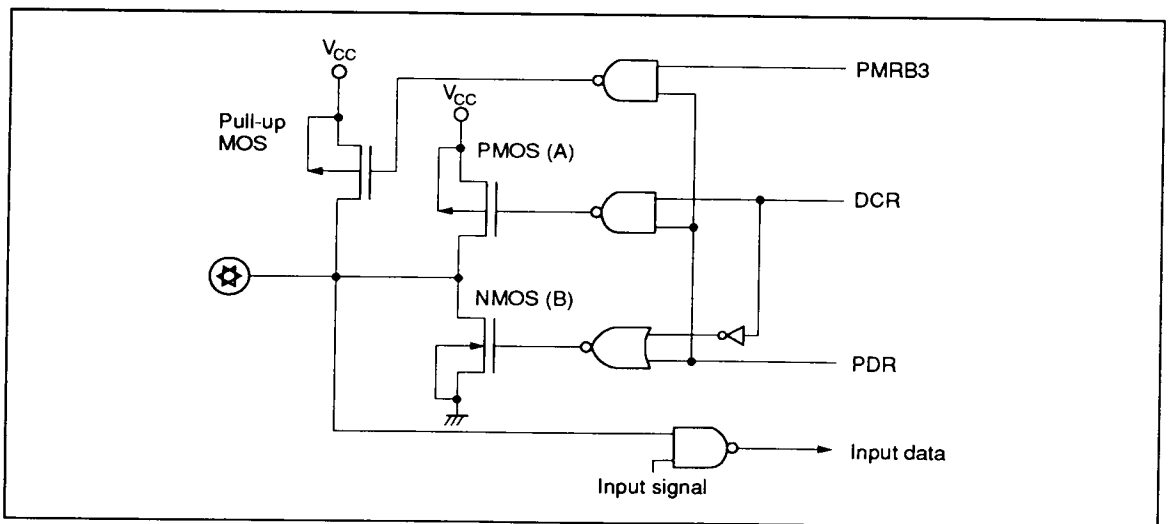 VCC
PMRB3
VCC
Pull-up
MOS
PMOS (A)
DCR
NMOS (B)
PDR
Input data
Input signal